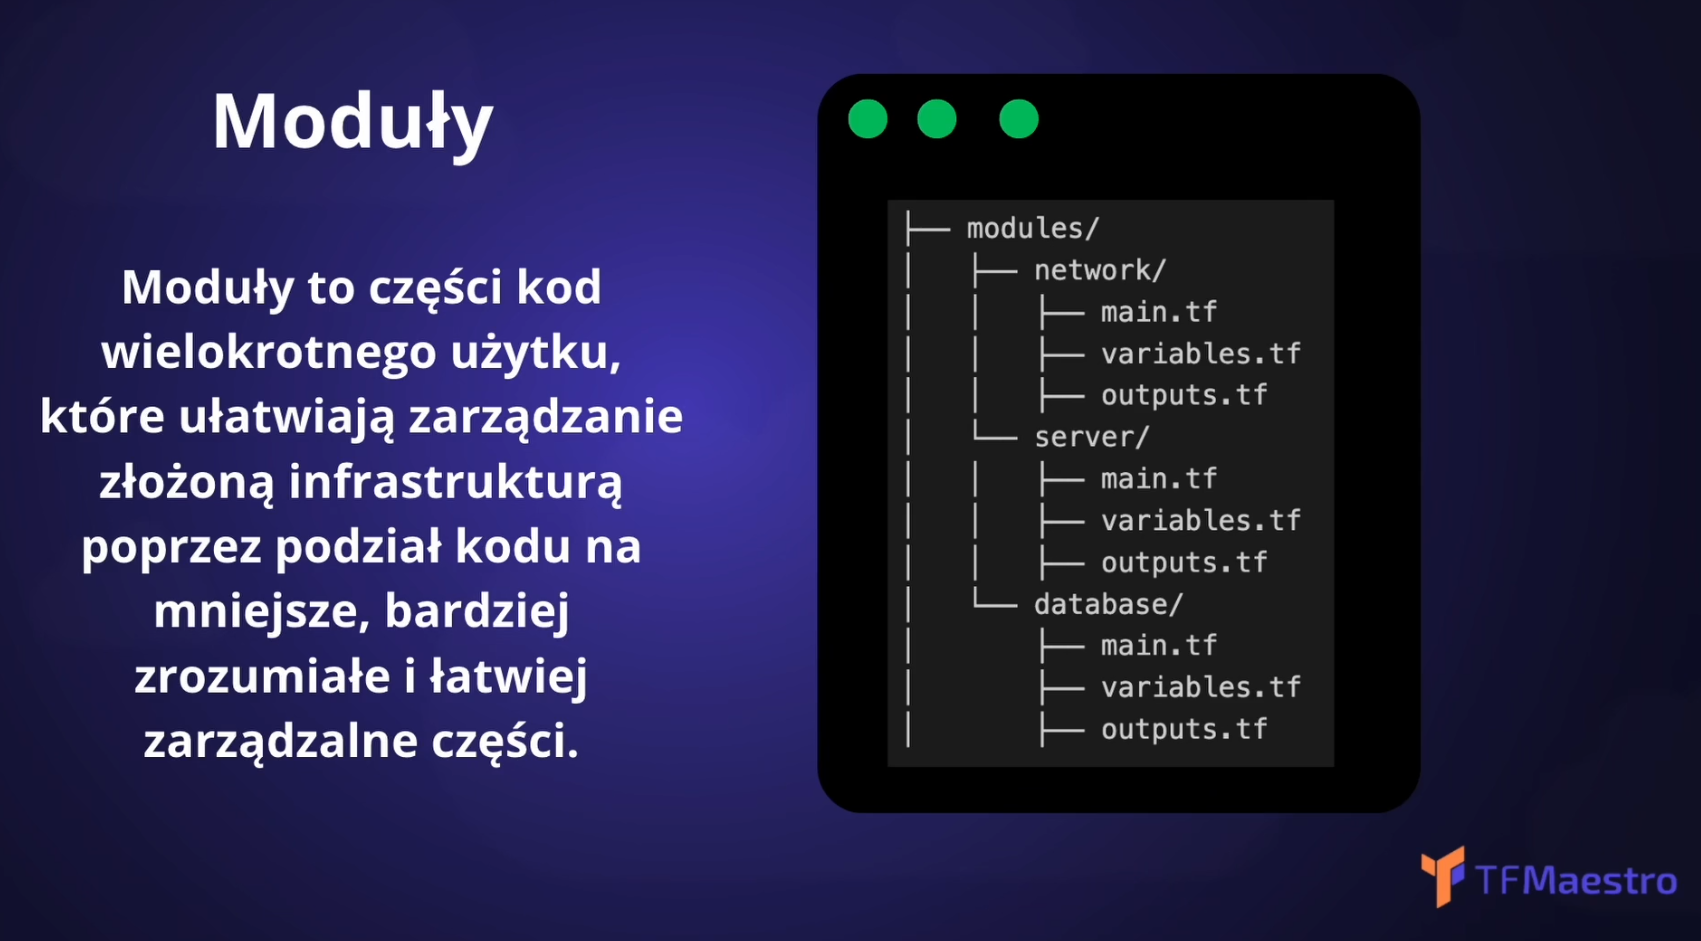 Moduły
Moduły to części kod
wielokrotnego użytku,
które ułatwiają zarządzanie
złożoną infrastrukturą
poprzez podział kodu na
mniejsze, bardziej
zrozumiałe i łatwiej
zarządzalne części.
├── modules/
│   ├── network/
│   │   ├── main.tf
│   │   ├── variables.tf
│   │   ├── outputs.tf
│   └── server/
│   │   ├── main.tf
│   │   ├── variables.tf
│   │   ├── outputs.tf
│   └── database/
│       ├── main.tf
│       ├── variables.tf
│       ├── outputs.tf
TFMaestro